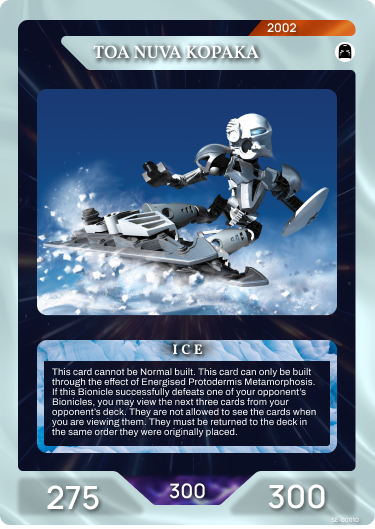 2002
TOA NUVA KOPAKA
ICE
This card cannot be Normal built. This card can only be built
through the effect of Energised Protodermis Metamorphosis.
If this Bionicle successfully defeats one of your opponent's
Bionicles, you may view the next three cards from your
opponent's deck. They are not allowed to see the cards when
you are viewing them. They must be returned to the deck in
the same order they were originally placed.
275
300
300